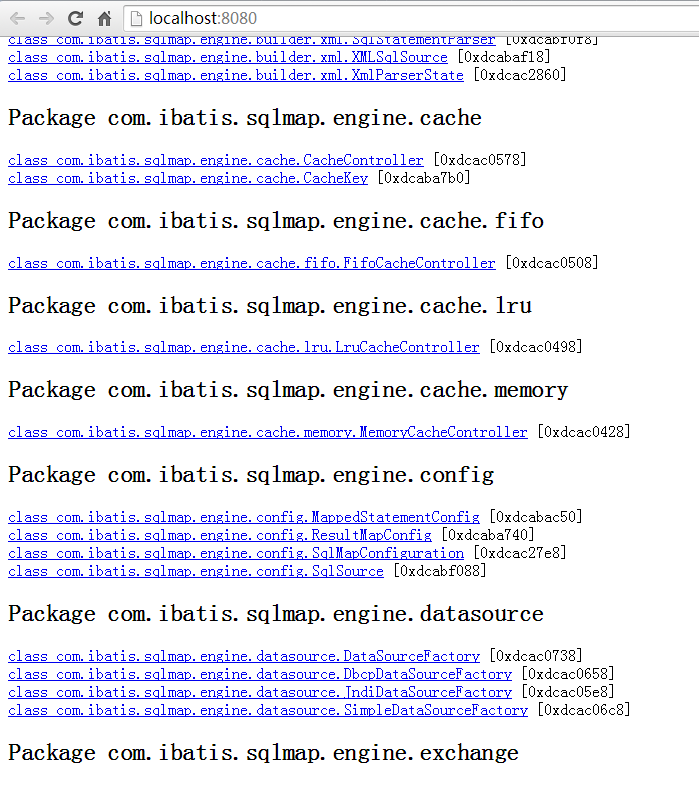 localhost:8080
class com.ibatis.sqlmap.engine.builder.xml.SqlStatementParser [0xdcabf0f8]
class com.ibatis.sqlmap.engine.builder.xml.XMLSqlSource [0xdcabaf18]
class com.ibatis.sqlmap.engine.builder.xml.XmlParserState [0xdcac2860]
Package com.ibatis.sqlmap.engine.cache
class com.ibatis.sqlmap.engine.cache.CacheController [0xdcac0578]
class com.ibatis.sqlmap.engine.cache.CacheKey [0xdcaba7b0]
Package com.ibatis.sqlmap.engine.cache.fifo
class com.ibatis.sqlmap.engine.cache.fifo.FifoCacheController [0xdcac0508]
Package com.ibatis.sqlmap.engine.cache.lru
class com.ibatis.sqlmap.engine.cache.lru.LruCacheController [0xdcac0498]
Package com.ibatis.sqlmap.engine.cache.memory
class com.ibatis.sqlmap.engine.cache.memory.MemoryCacheController [0xdcac0428]
Package com.ibatis.sqlmap.engine.config
class com.ibatis.sqlmap.engine.config.MappedStatementConfig [0xdcabac50]
class com.ibatis.sqlmap.engine.config.ResultMapConfig [0xdcaba740]
class com.ibatis.sqlmap.engine.config.SqlMapConfiguration [0xdcac27e8]
class com.ibatis.sqlmap.engine.config.SqlSource [0xdcabf088]
Package com.ibatis.sqlmap.engine.datasource
class com.ibatis.sqlmap.engine.datasource.DataSourceFactory [0xdcac0738]
class com.ibatis.sqlmap.engine.datasource.DbcpDataSourceFactory [0xdcac0658]
class com.ibatis.sqlmap.engine.datasource.JndiDataSourceFactory [0xdcac05e8]
class com.ibatis.sqlmap.engine.datasource.SimpleDataSourceFactory [0xdcac06c8]
Package com.ibatis.sqlmap.engine.exchange